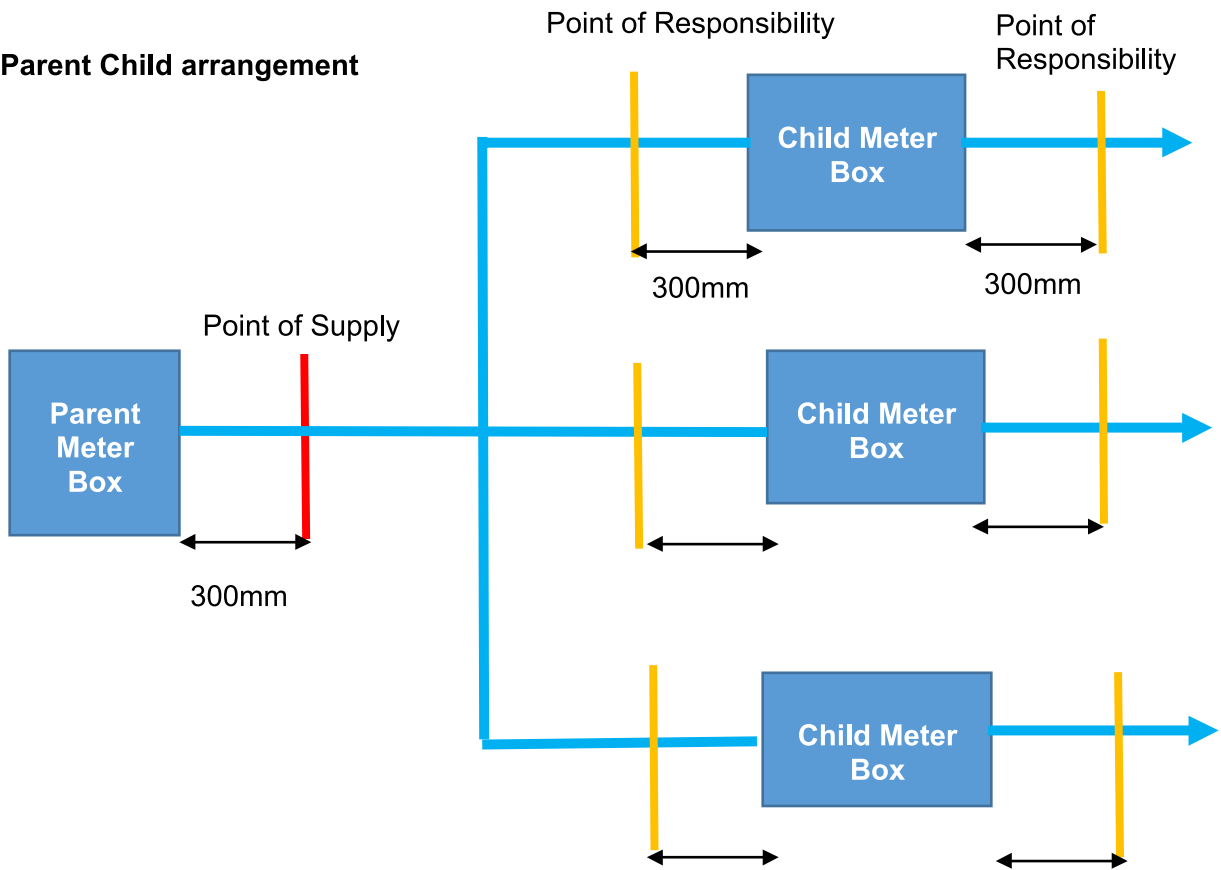 Parent Child arrangement
Point of Responsibility
Point of
Responsibility
Child Meter
Box
300mm
300mm
Point of Supply
Parent
Meter
Box
300mm
Child Meter
Box
Child Meter
Box